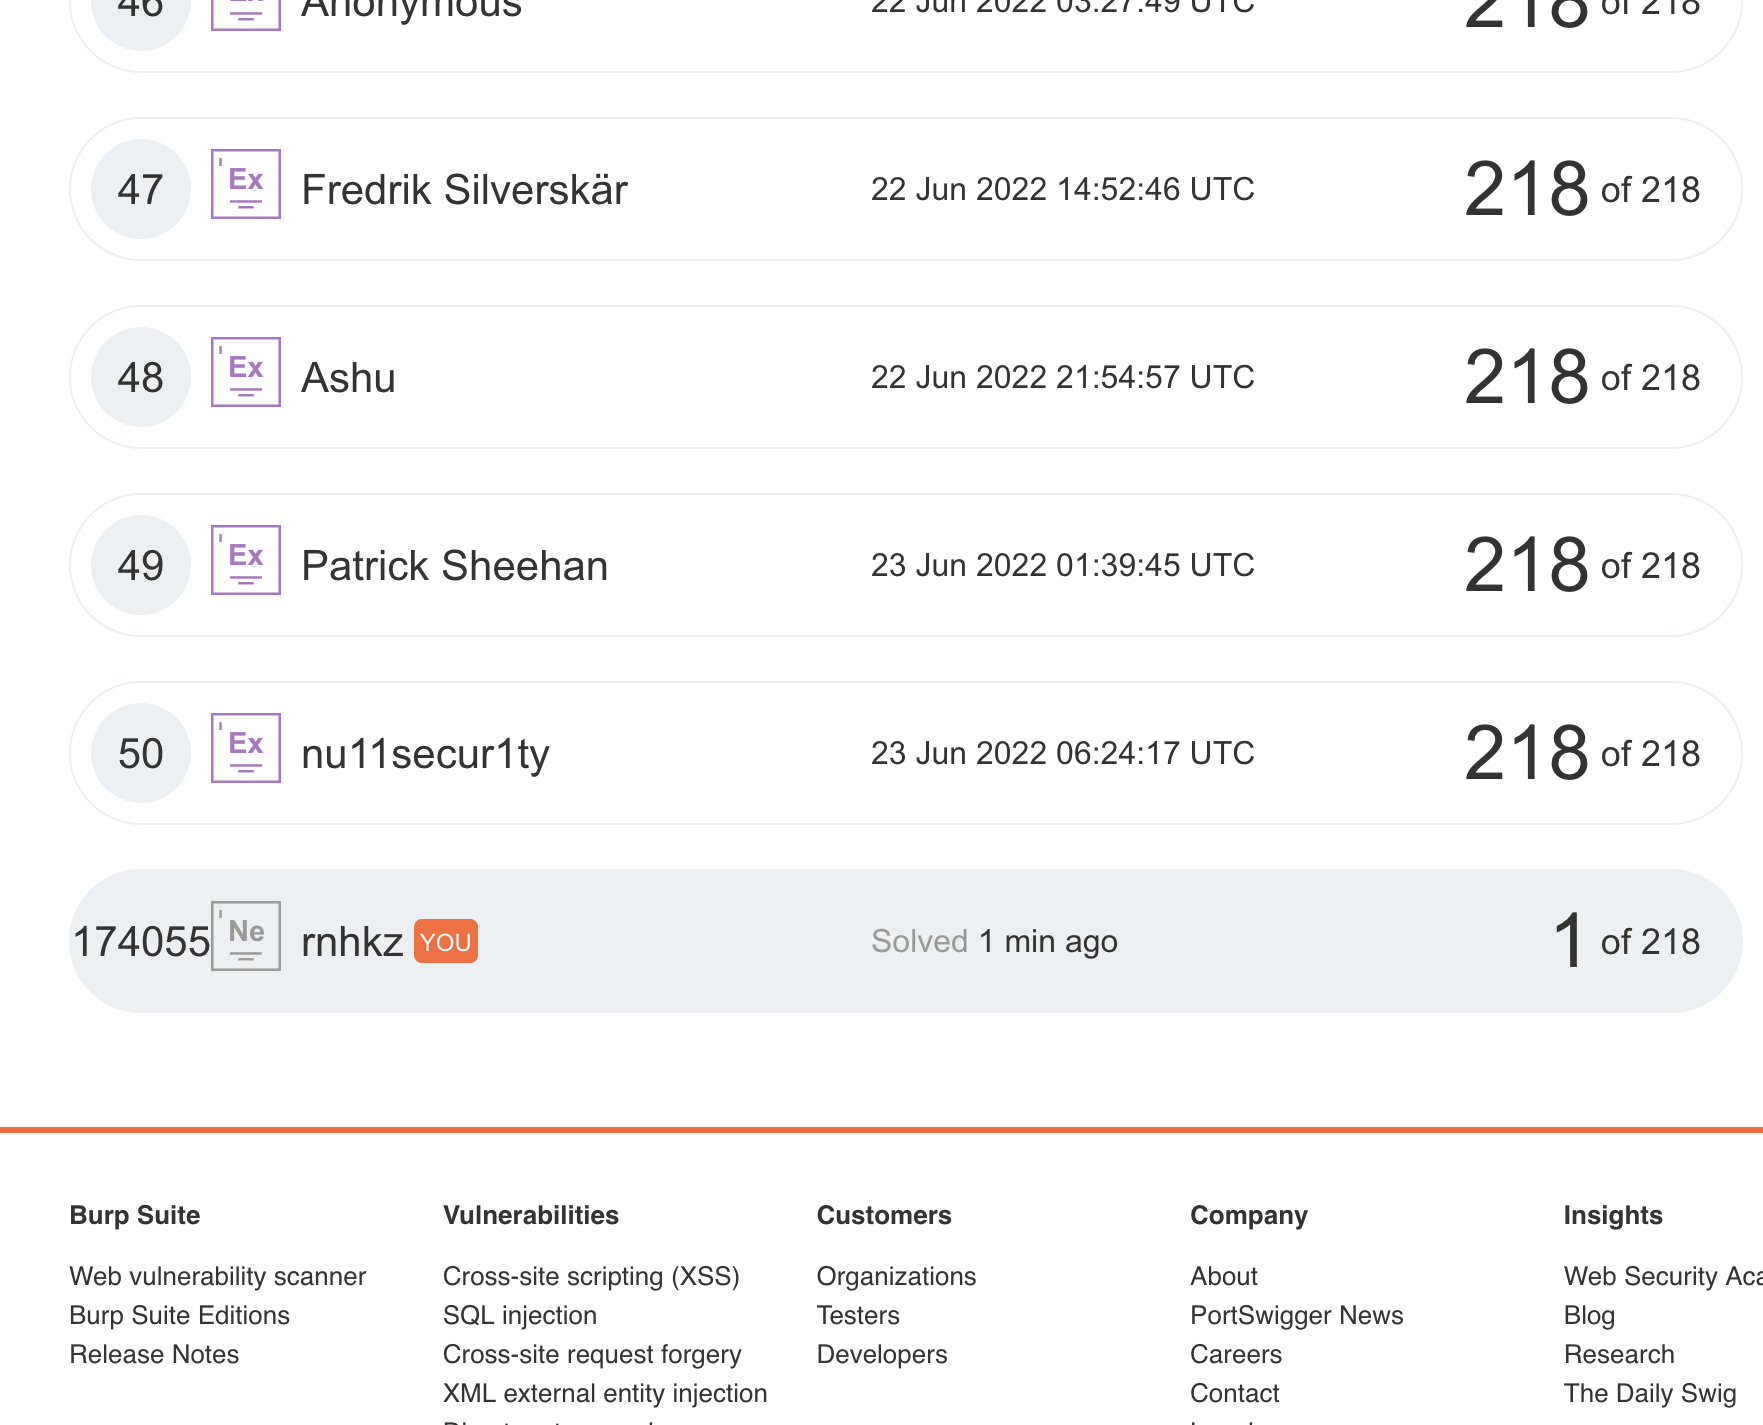 46 Anonymous 22 Jun 2022 03:27:49 UTC 218 of 218
47 Ex Fredrik Silverskär 22 Jun 2022 14:52:46 UTC 218 of 218
48 Ex Ashu 22 Jun 2022 21:54:57 UTC 218 of 218
49 Ex Patrick Sheehan 23 Jun 2022 01:39:45 UTC 218 of 218
50 Ex nu11secur1ty 23 Jun 2022 06:24:17 UTC 218 of 218
174055 Ne rnhkz YOU Solved 1 min ago 1 of 218
Burp Suite Vulnerabilities Customers Company Insights
Web vulnerability scanner Cross-site scripting (XSS) Organizations About Web Security
Burp Suite Editions SQL injection Testers PortSwigger News Blog
Release Notes Cross-site request forgery Developers Careers Research
XML external entity injection Contact The Daily Swig